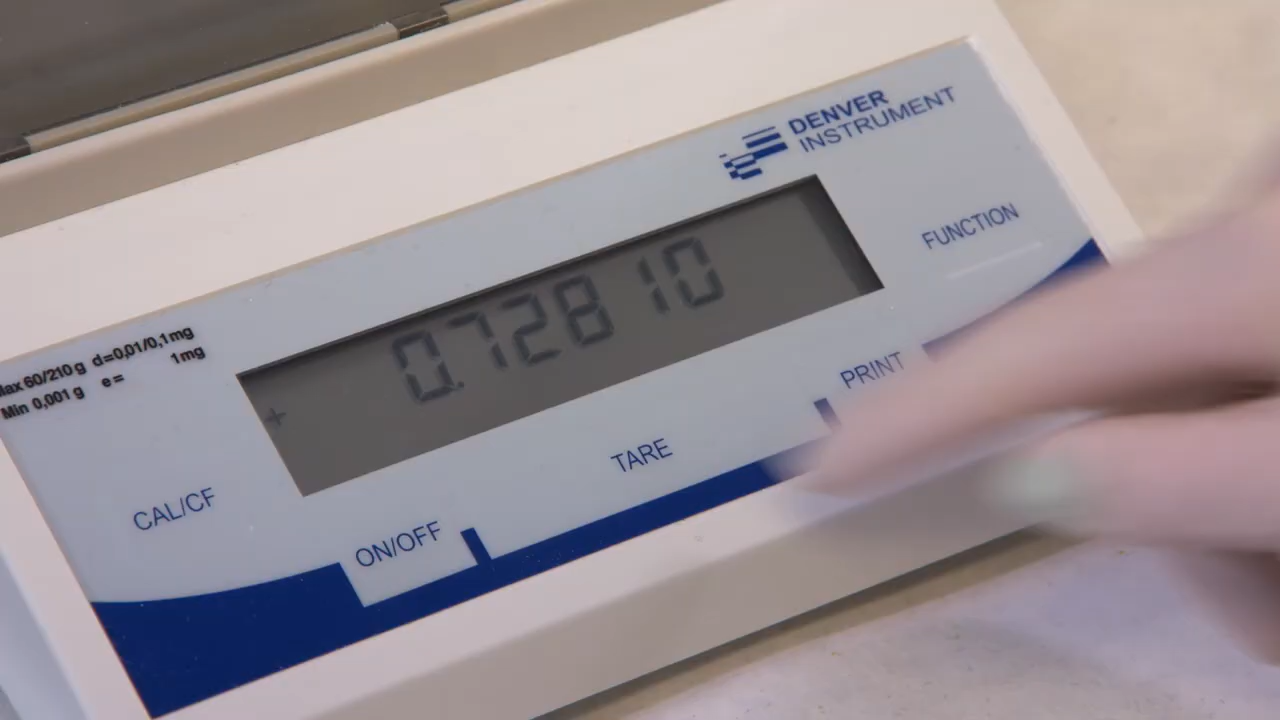 DENVER
INSTRUMENT
Max 60/210 g d=0,01/0,1mg
Min 0,001 g e= 1mg
+ 0.72810
FUNCTION
PRINT
TARE
ON/OFF
CAL/CF